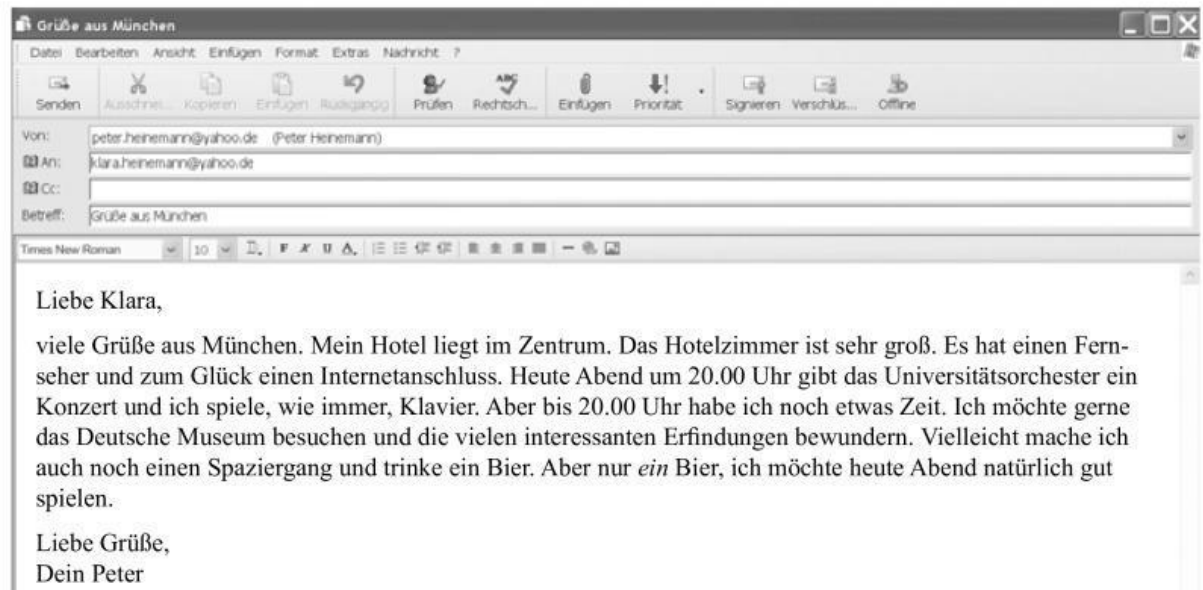 Grüße aus München
Datei Bearbeiten Ansicht Einfügen Format Extras Nachricht ?
Senden Ausschnei... Kopieren Einfügen Rückgängig Prüfen Rechtsch... Einfügen Priorität Signieren Verschlüs... Offline
Von: peter.heinemann@yahoo.de (Peter Heinemann)
An: klara.heinemann@yahoo.de
Cc:
Betreff: Grüße aus München
Times New Roman 10 F K U A
Liebe Klara,
viele Grüße aus München. Mein Hotel liegt im Zentrum. Das Hotelzimmer ist sehr groß. Es hat einen Fern-
seher und zum Glück einen Internetanschluss. Heute Abend um 20.00 Uhr gibt das Universitätsorchester ein
Konzert und ich spiele, wie immer, Klavier. Aber bis 20.00 Uhr habe ich noch etwas Zeit. Ich möchte gerne
das Deutsche Museum besuchen und die vielen interessanten Erfindungen bewundern. Vielleicht mache ich
auch noch einen Spaziergang und trinke ein Bier. Aber nur ein Bier, ich möchte heute Abend natürlich gut
spielen.
Liebe Grüße,
Dein Peter